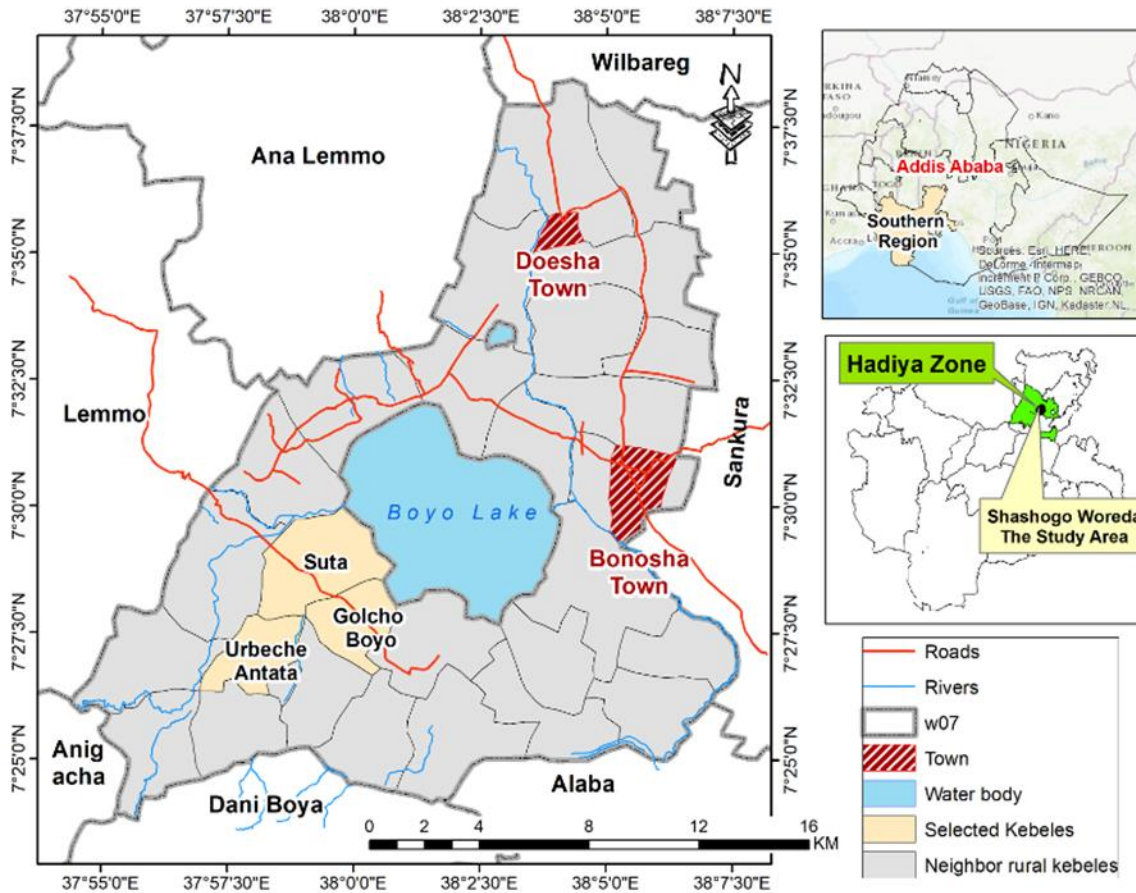 37°55'0"E 37°57'30"E 38°0'0"E 38°2'30"E 38°5'0"E 38°7'30"E
Wilbareg
N
7°37'30"N
7°37'30"N
Ana Lemmo
7°35'0"N
7°35'0"N
Doesha
Town
7°32'30"N
7°32'30"N
Lemmo
Sankura
7°30'0"N
7°30'0"N
Boyo Lake
Suta
Bonosha
Town
Golcho
Boyo
7°27'30"N
7°27'30"N
Urbeche
Antata
7°25'0"N
7°25'0"N
Anig
acha
Dani Boya
Alaba
0 2 4 8 12 16
KM
37°55'0"E 37°57'30"E 38°0'0"E 38°2'30"E 38°5'0"E 38°7'30"E
Niamey
Kano
NIGERIA
Addis Ababa
TOGO
Southern
Region
Accra
Sources: Esri, HERE,
DeLorme, Intermap,
increment P Corp., GEBCO,
USGS, FAO, NPS, NRCAN,
GeoBase, IGN, Kadaster NL,
Gulf of
Guinea
Hadiya Zone
Shashogo Woreda
The Study Area
Roads
Rivers
w07
Town
Water body
Selected Kebeles
Neighbor rural kebeles